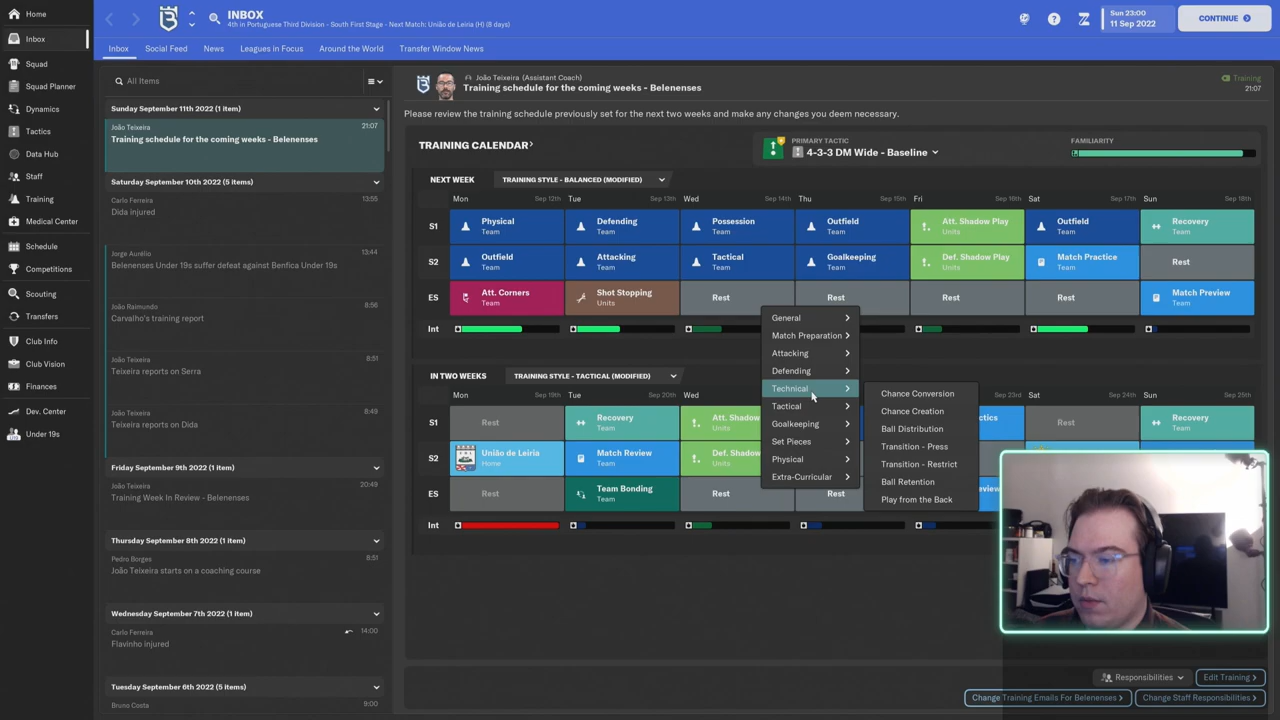 Home
Inbox
Squad
Squad Planner
Dynamics
Tactics
Data Hub
Staff
Training
Medical Center
Schedule
Competitions
Scouting
Transfers
Club Info
Club Vision
Finances
Dev. Center
Under 19s
INBOX
4th in Portuguese Third Division - South First Stage - Next Match: União de Leiria (H) (8 days)
Sun 23:00
11 Sep 2022
CONTINUE
Inbox
Social Feed
News
Leagues in Focus
Around the World
Transfer Window News
All Items
Sunday September 11th 2022 (1 item)
João Teixeira
21:07
Training schedule for the coming weeks - Belenenses
Saturday September 10th 2022 (5 items)
Carlo Ferreira
13:55
Dida injured
Jorge Aurélio
13:44
Belenenses Under 19s suffer defeat against Benfica Under 19s
João Raimundo
8:56
Carvalho's training report
João Teixeira
8:51
Teixeira reports on Serra
João Teixeira
8:49
Teixeira reports on Dida
Friday September 9th 2022 (1 item)
João Teixeira
20:49
Training Week In Review - Belenenses
Thursday September 8th 2022 (1 item)
Pedro Borges
8:51
João Teixeira starts on a coaching course
Wednesday September 7th 2022 (1 item)
Carlo Ferreira
14:00
Flavinho injured
Tuesday September 6th 2022 (5 items)
Bruno Costa
9:00
João Teixeira (Assistant Coach)
Training schedule for the coming weeks - Belenenses
Training
21:07
Please review the training schedule previously set for the next two weeks and make any changes you deem necessary.
TRAINING CALENDAR
PRIMARY TACTIC
4-3-3 DM Wide - Baseline
FAMILIARITY
NEXT WEEK
TRAINING STYLE - BALANCED (MODIFIED)
Mon Sep 12th Tue Sep 13th Wed Sep 14th Thu Sep 15th Fri Sep 16th Sat Sep 17th Sun Sep 18th
S1
Physical
Team
Defending
Team
Possession
Team
Outfield
Team
Att. Shadow Play
Units
Outfield
Team
Recovery
Team
S2
Outfield
Team
Attacking
Team
Tactical
Team
Goalkeeping
Team
Def. Shadow Play
Units
Match Practice
Team
Rest
ES
Att. Corners
Team
Shot Stopping
Units
Rest
Rest
Rest
Rest
Match Preview
Team
Int
General
Match Preparation
Attacking
Defending
Technical
Tactical
Goalkeeping
Set Pieces
Physical
Extra-Curricular
Chance Conversion
Chance Creation
Ball Distribution
Transition - Press
Transition - Restrict
Ball Retention
Play from the Back
IN TWO WEEKS
TRAINING STYLE - TACTICAL (MODIFIED)
Mon Sep 19th Tue Sep 20th Wed Sep 23rd Sat Sep 24th Sun Sep 25th
S1
Rest
Recovery
Team
Att. Shadow
Units
S2
União de Leiria
Home
Match Review
Team
Def. Shadow
Units
ES
Rest
Team Bonding
Team
Rest
Rest
Int
Responsibilities
Edit Training
Change Training Emails For Belenenses
Change Staff Responsibilities